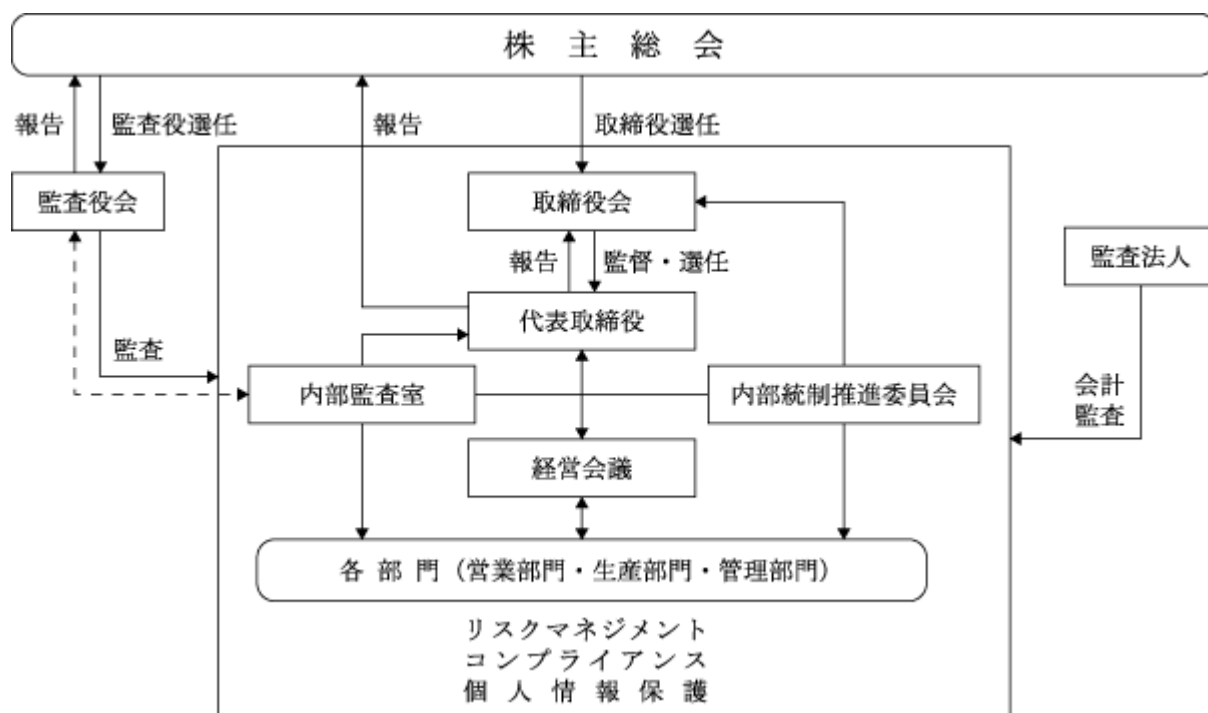 株主総会
報告
監査役選任
報告
取締役選任
監査役会
取締役会
監査法人
報告
監督・選任
代表取締役
監査
内部監査室
内部統制推進委員会
会計
監査
経営会議
各部門（営業部門・生産部門・管理部門）
リスクマネジメント
コンプライアンス
個人情報保護